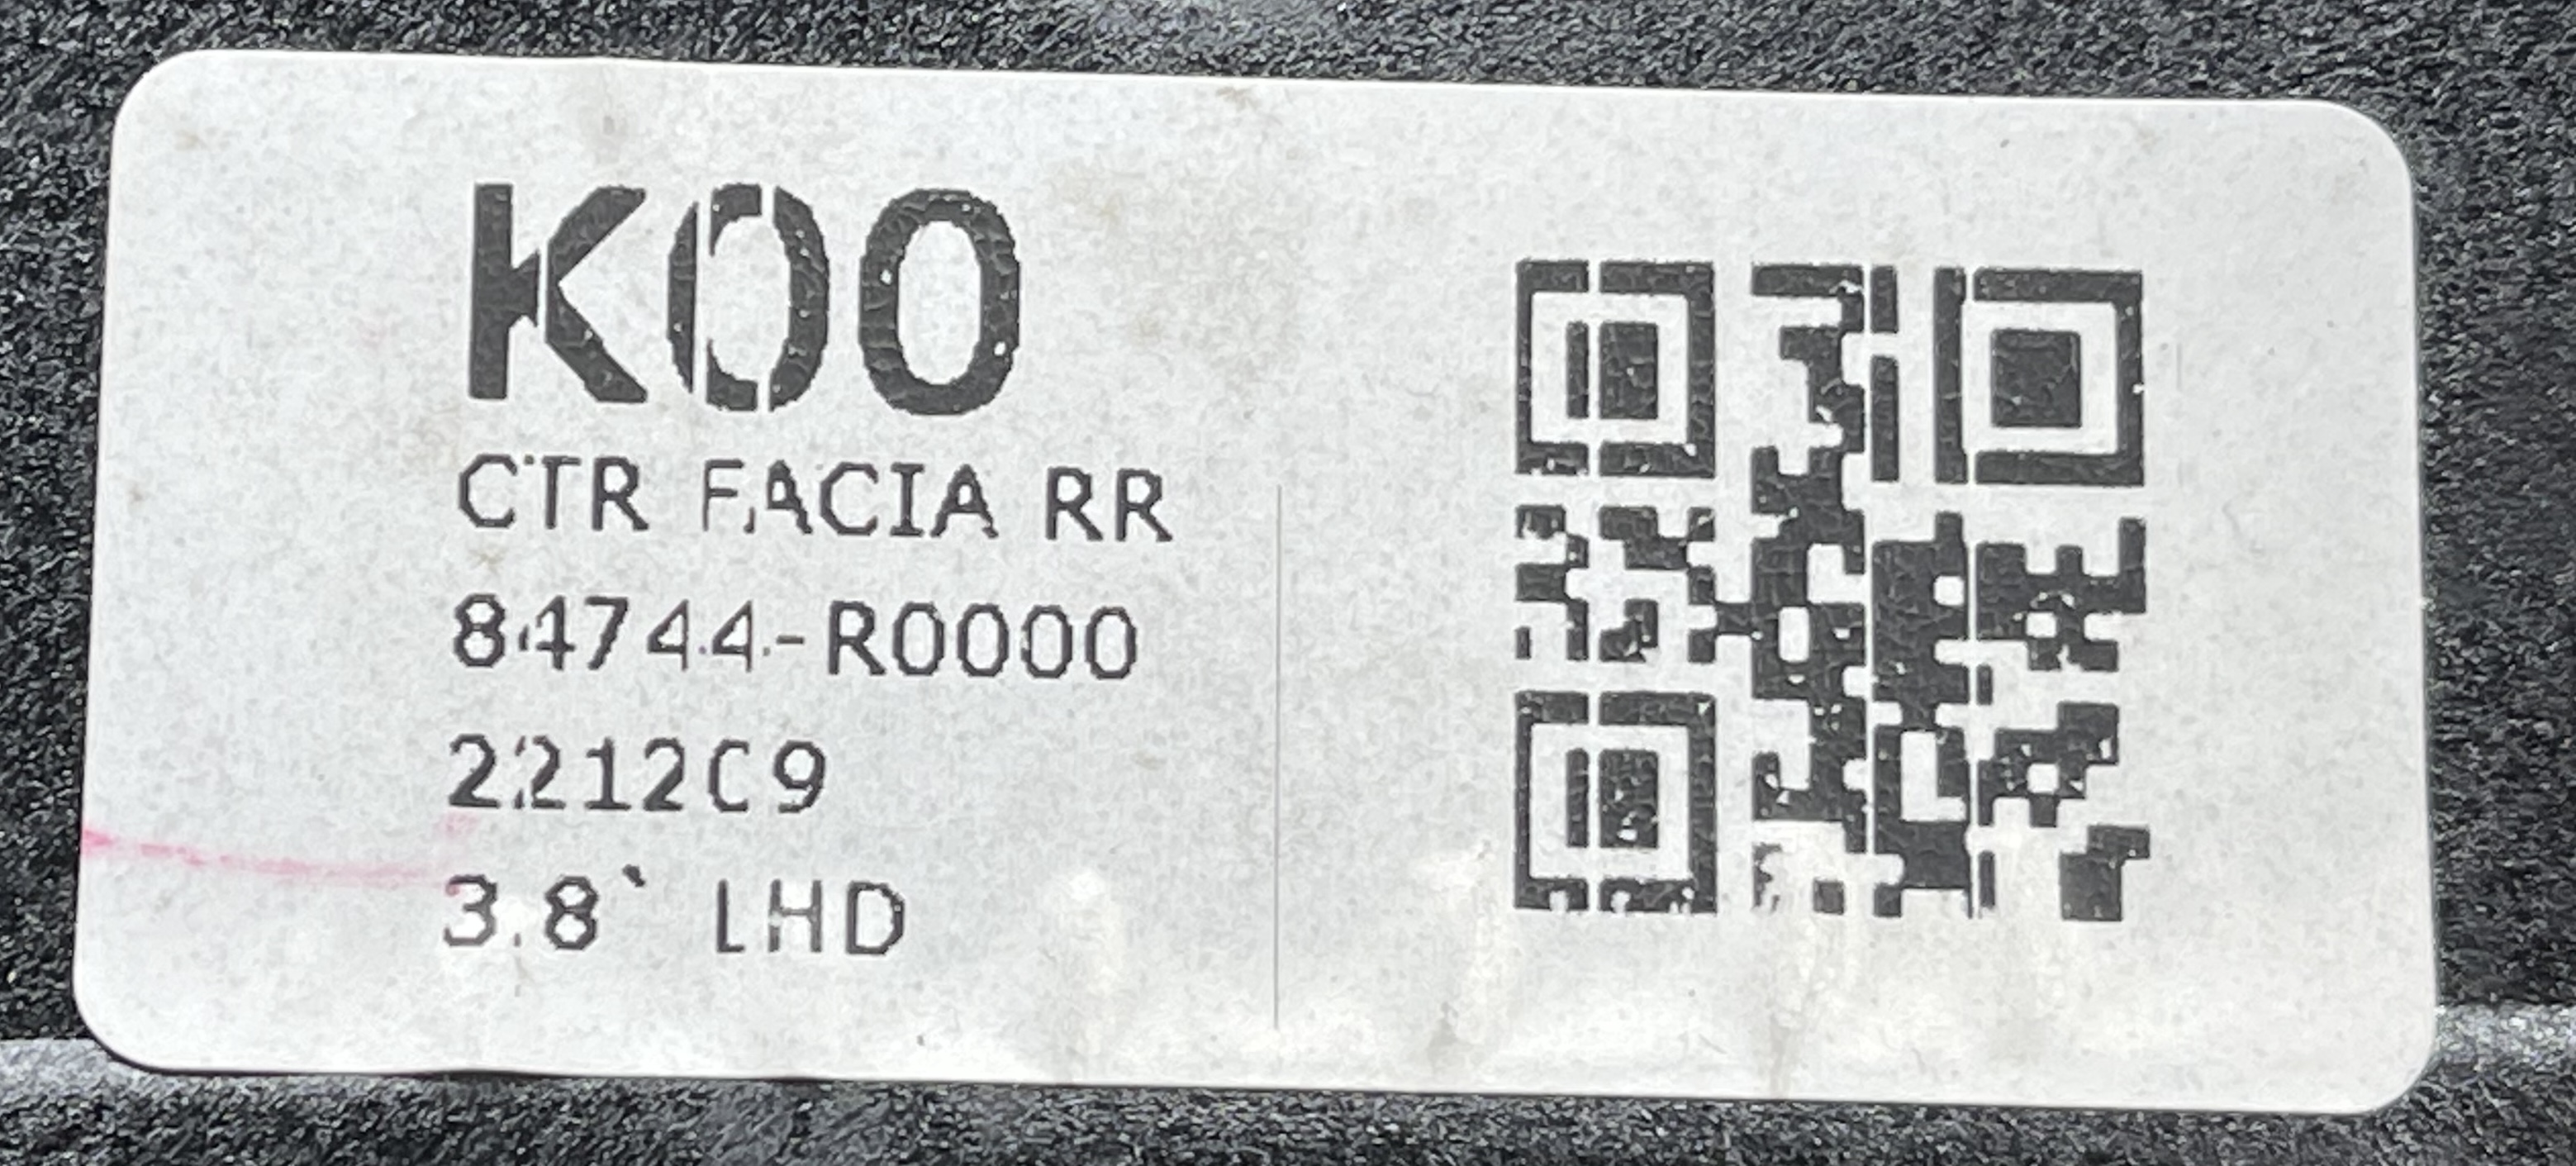 K00
CTR FACIA RR
84744-R0000
2212C9
3.8` LHD